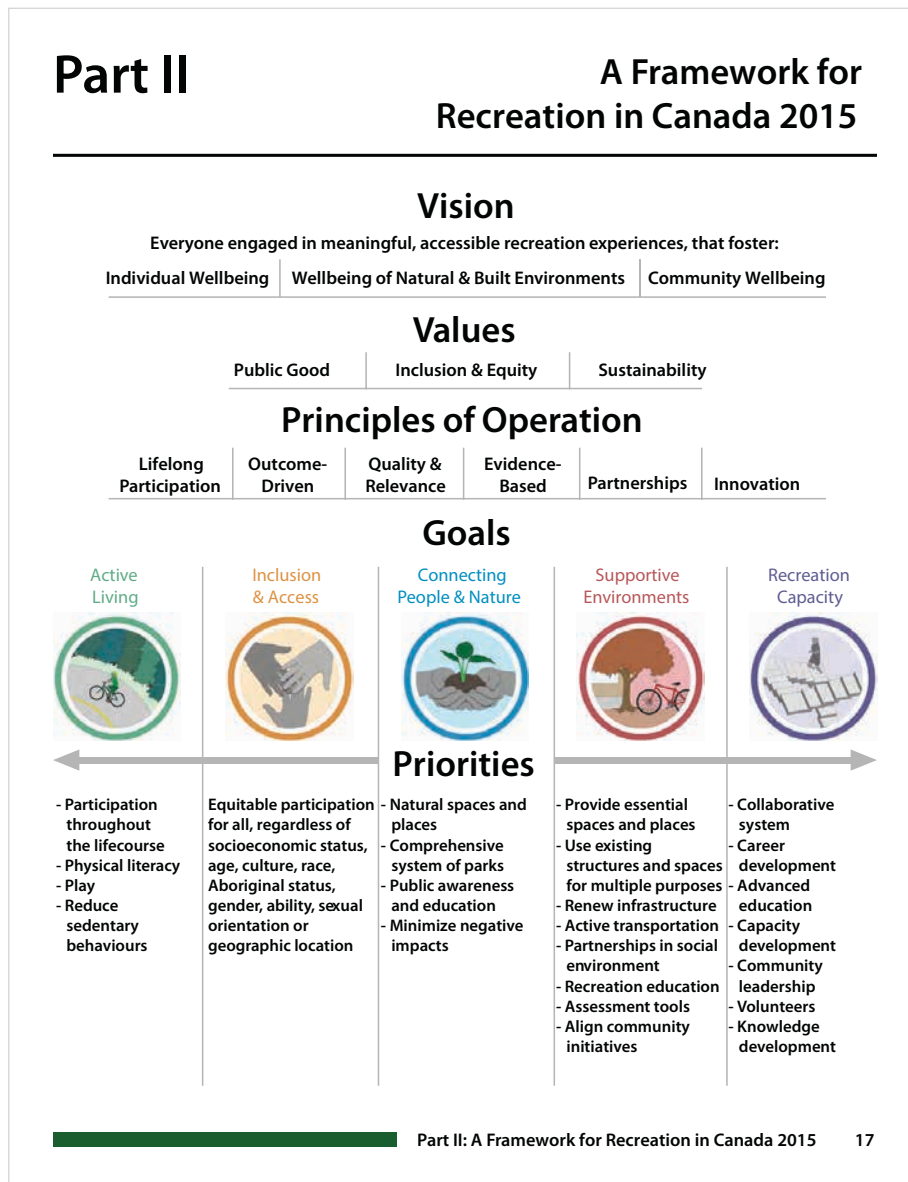 Part II
A Framework for
Recreation in Canada 2015
Vision
Everyone engaged in meaningful, accessible recreation experiences, that foster:
Individual Wellbeing
Wellbeing of Natural & Built Environments
Community Wellbeing
Values
Public Good
Inclusion & Equity
Sustainability
Principles of Operation
Lifelong
Participation
Outcome-
Driven
Quality &
Relevance
Evidence-
Based
Partnerships
Innovation
Goals
Active
Living
Inclusion
& Access
Connecting
People & Nature
Supportive
Environments
Recreation
Capacity
Priorities
- Participation
throughout
the lifecourse
- Physical literacy
- Play
- Reduce
sedentary
behaviours
Equitable participation
for all, regardless of
socioeconomic status,
age, culture, race,
Aboriginal status,
gender, ability, sexual
orientation or
geographic location
- Natural spaces and
places
- Comprehensive
system of parks
- Public awareness
and education
- Minimize negative
impacts
- Provide essential
spaces and places
- Use existing
structures and spaces
for multiple purposes
- Renew infrastructure
- Active transportation
- Partnerships in social
environment
- Recreation education
- Assessment tools
- Align community
initiatives
- Collaborative
system
- Career
development
- Advanced
education
- Capacity
development
- Community
leadership
- Volunteers
- Knowledge
development
Part II: A Framework for Recreation in Canada 2015 17